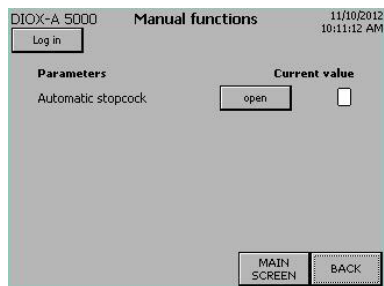 DIOX-A 5000 Manual functions 11/10/2012
10:11:12 AM
Log in
Parameters Current value
Automatic stopcock open
MAIN
SCREEN
BACK